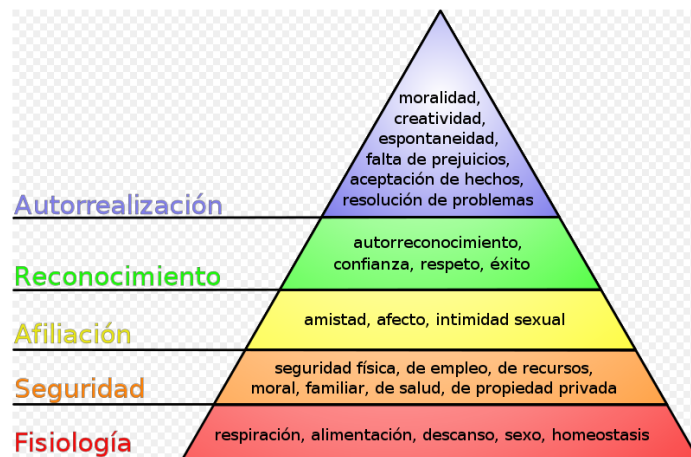 moralidad,
creatividad,
espontaneidad,
falta de prejuicios,
aceptación de hechos,
resolución de problemas
Autorrealización
autorreconocimiento,
confianza, respeto, éxito
Reconocimiento
amistad, afecto, intimidad sexual
Afiliación
seguridad física, de empleo, de recursos,
moral, familiar, de salud, de propiedad privada
Seguridad
respiración, alimentación, descanso, sexo, homeostasis
Fisiología